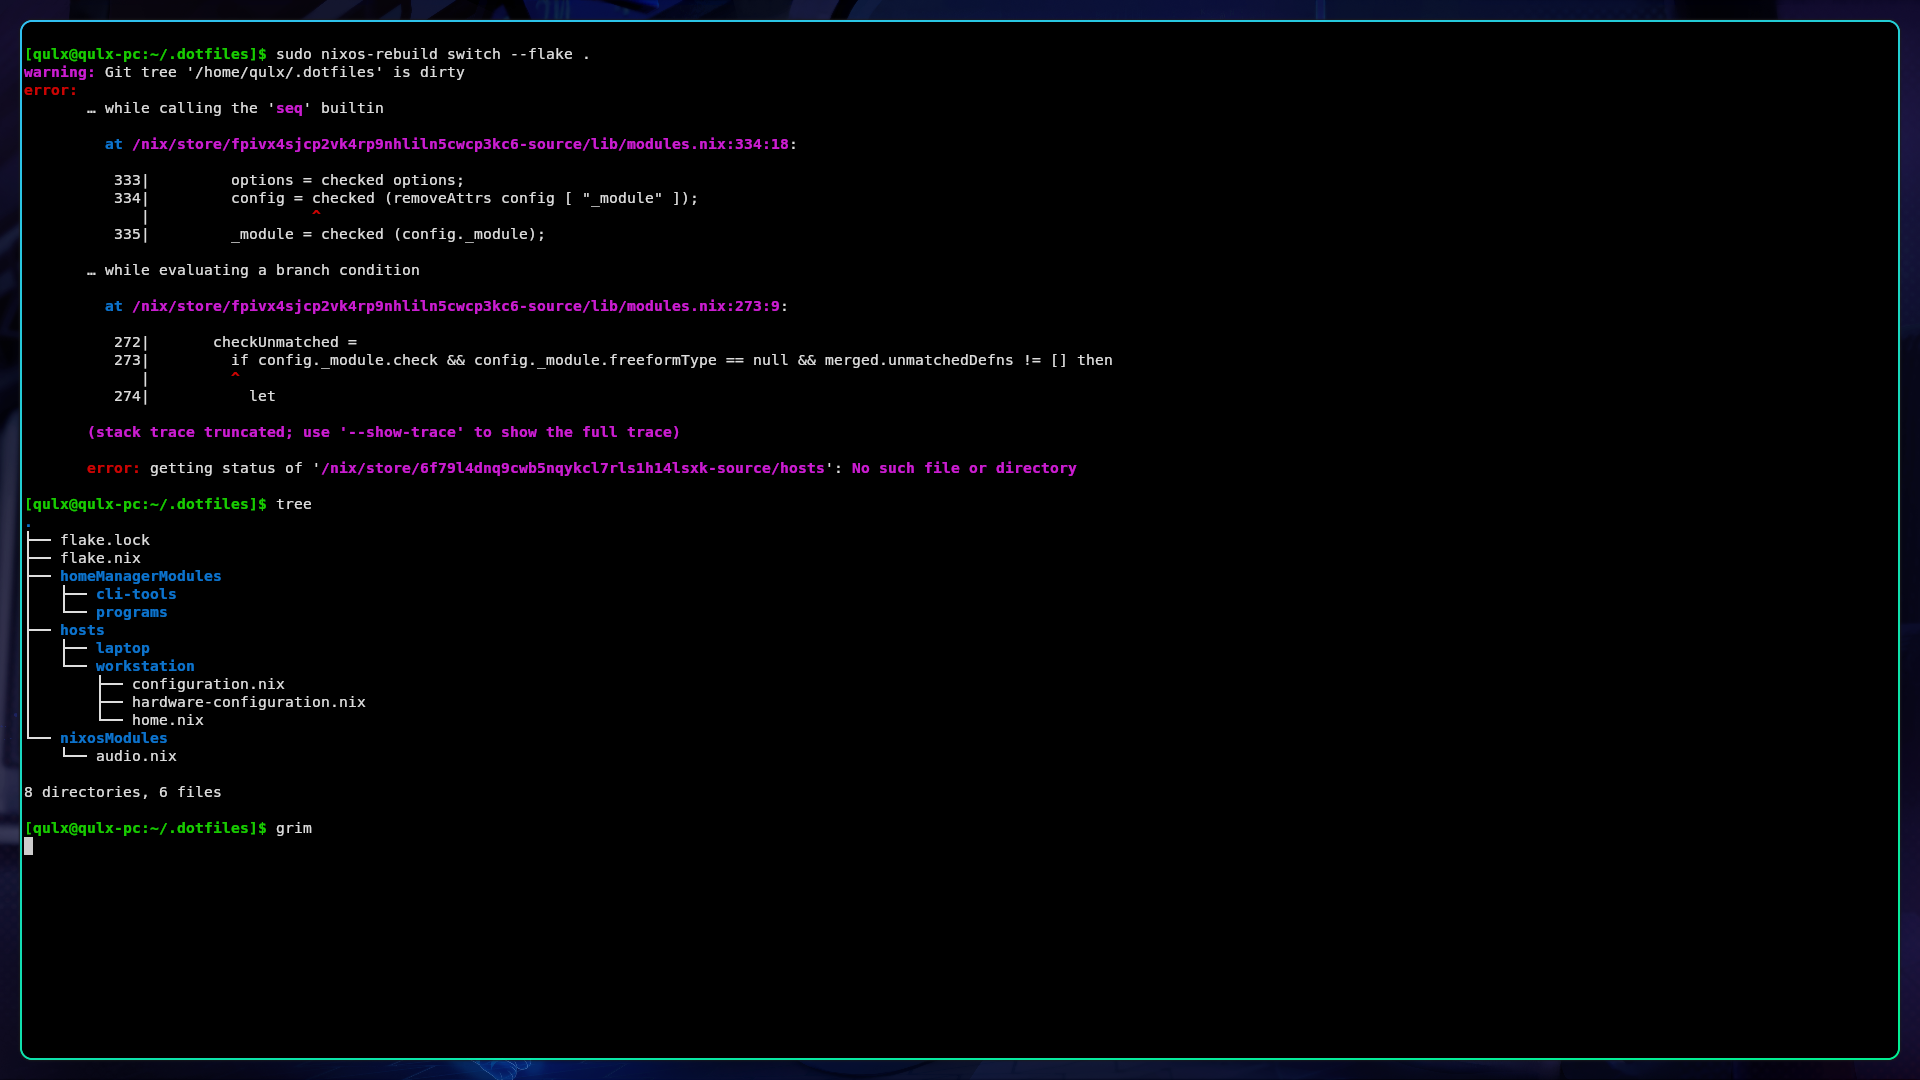 [qulx@qulx-pc:~/.dotfiles]$ sudo nixos-rebuild switch --flake .
warning: Git tree '/home/qulx/.dotfiles' is dirty
error:
       … while calling the 'seq' builtin

         at /nix/store/fpivx4sjcp2vk4rp9nhliln5cwcp3kc6-source/lib/modules.nix:334:18:

          333|         options = checked options;
          334|         config = checked (removeAttrs config [ "_module" ]);
             |                  ^
          335|         _module = checked (config._module);

       … while evaluating a branch condition

         at /nix/store/fpivx4sjcp2vk4rp9nhliln5cwcp3kc6-source/lib/modules.nix:273:9:

          272|       checkUnmatched =
          273|         if config._module.check && config._module.freeformType == null && merged.unmatchedDefns != [] then
             |         ^
          274|           let

       (stack trace truncated; use '--show-trace' to show the full trace)

       error: getting status of '/nix/store/6f79l4dnq9cwb5nqykcl7rls1h14lsxk-source/hosts': No such file or directory

[qulx@qulx-pc:~/.dotfiles]$ tree
.
├── flake.lock
├── flake.nix
├── homeManagerModules
│   ├── cli-tools
│   └── programs
├── hosts
│   ├── laptop
│   └── workstation
│       ├── configuration.nix
│       ├── hardware-configuration.nix
│       └── home.nix
└── nixosModules
    └── audio.nix

8 directories, 6 files

[qulx@qulx-pc:~/.dotfiles]$ grim